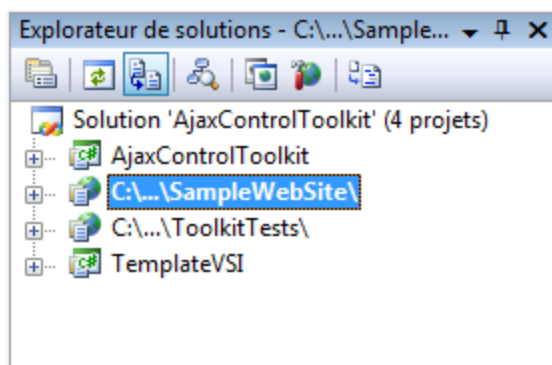 Explorateur de solutions - C:\...\Sample...
Solution 'AjaxControlToolkit' (4 projets)
AjaxControlToolkit
C:\...\SampleWebSite\
C:\...\ToolkitTests\
TemplateVSI